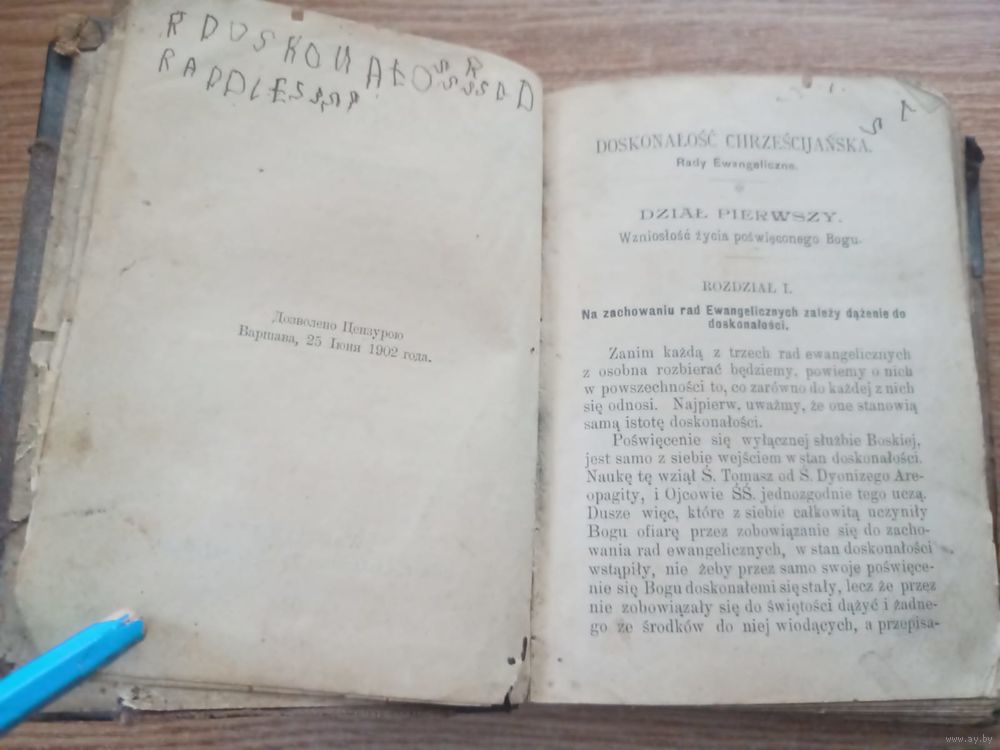 R DOSKONAŁOS
Дозволено Цензурою
Варшава, 25 Іюня 1902 года.
1
DOSKONAŁOŚĆ CHRZEŚCIJAŃSKA.
Rady Ewangeliczne.
DZIAŁ PIERWSZY.
Wzniosłość życia poświęconego Bogu.
ROZDZIAŁ I.
Na zachowaniu rad Ewangelicznych zależy dążenie do
doskonałości.
Zanim każdą z trzech rad ewangelicznych
z osobna rozbierać będziemy, powiemy o nich
w powszechności to, co zarówno do każdej z nich
się odnosi. Najpierw, uważmy, że one stanowią
samą istotę doskonałości.
Poświęcenie się wyłącznej służbie Boskiej,
jest samo z siebie wejściem w stan doskonałości.
Naukę tę wziął Ś. Tomasz od Ś. Dyonizego Are-
opagity, i Ojcowie ŚŚ. jednozgodnie tego uczą.
Dusze więc, które z siebie całkowitą uczyniły
Bogu ofiarę przez zobowiązanie się do zacho-
wania rad ewangelicznych, w stan doskonałości
wstąpiły, nie żeby przez samo swoje poświęce-
nie się Bogu doskonałemi się stały, lecz że przez
nie zobowiązały się do świętości dążyć i żadne-
go ze środków do niej wiodących, a przepisa-
www.ay.by